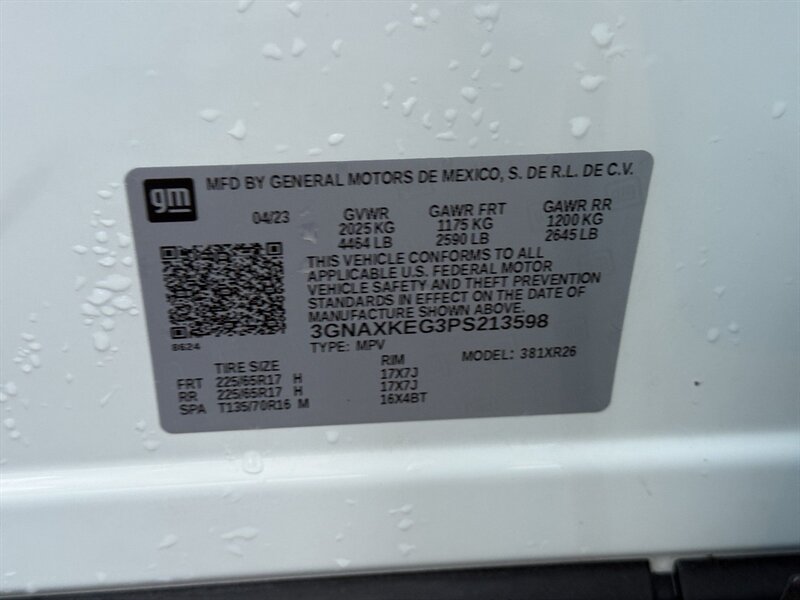 gm MFD BY GENERAL MOTORS DE MEXICO, S. DE R.L. DE C.V.
04/23 GVWR GAWR FRT GAWR RR
2025 KG 1175 KG 1200 KG
4464 LB 2590 LB 2645 LB
THIS VEHICLE CONFORMS TO ALL
APPLICABLE U.S. FEDERAL MOTOR
VEHICLE SAFETY AND THEFT PREVENTION
STANDARDS IN EFFECT ON THE DATE OF
MANUFACTURE SHOWN ABOVE.
3GNAXKEG3PS213598
8624 TYPE: MPV MODEL: 381XR26
TIRE SIZE RIM
FRT 225/65R17 H 17X7J
RR 225/65R17 H 17X7J
SPA T135/70R16 M 16X4BT